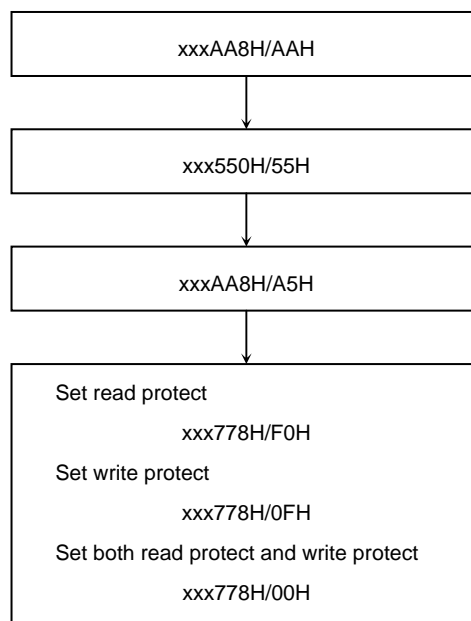 xxxAA8H/AAH
xxx550H/55H
xxxAA8H/A5H
Set read protect
xxx778H/F0H
Set write protect
xxx778H/0FH
Set both read protect and write protect
xxx778H/00H